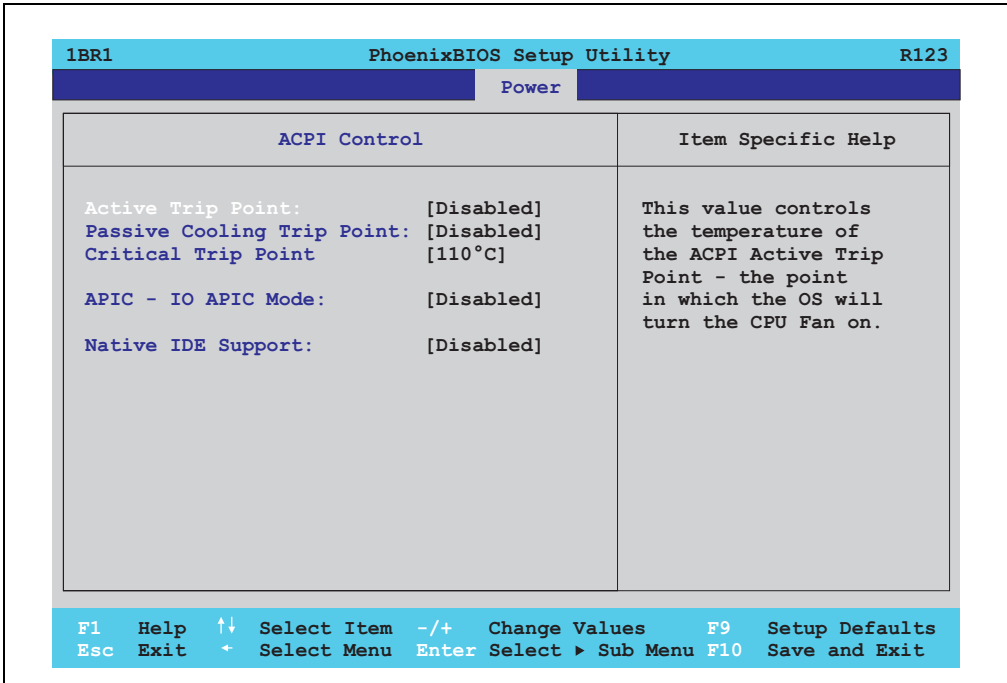 1BR1 PhoenixBIOS Setup Utility R123
Power
ACPI Control
Item Specific Help
Active Trip Point: [Disabled]
Passive Cooling Trip Point: [Disabled]
Critical Trip Point [110°C]
APIC - IO APIC Mode: [Disabled]
Native IDE Support: [Disabled]
This value controls
the temperature of
the ACPI Active Trip
Point - the point
in which the OS will
turn the CPU Fan on.
F1 Help ↑↓ Select Item -/+ Change Values F9 Setup Defaults
Esc Exit ← Select Menu Enter Select ▶ Sub Menu F10 Save and Exit